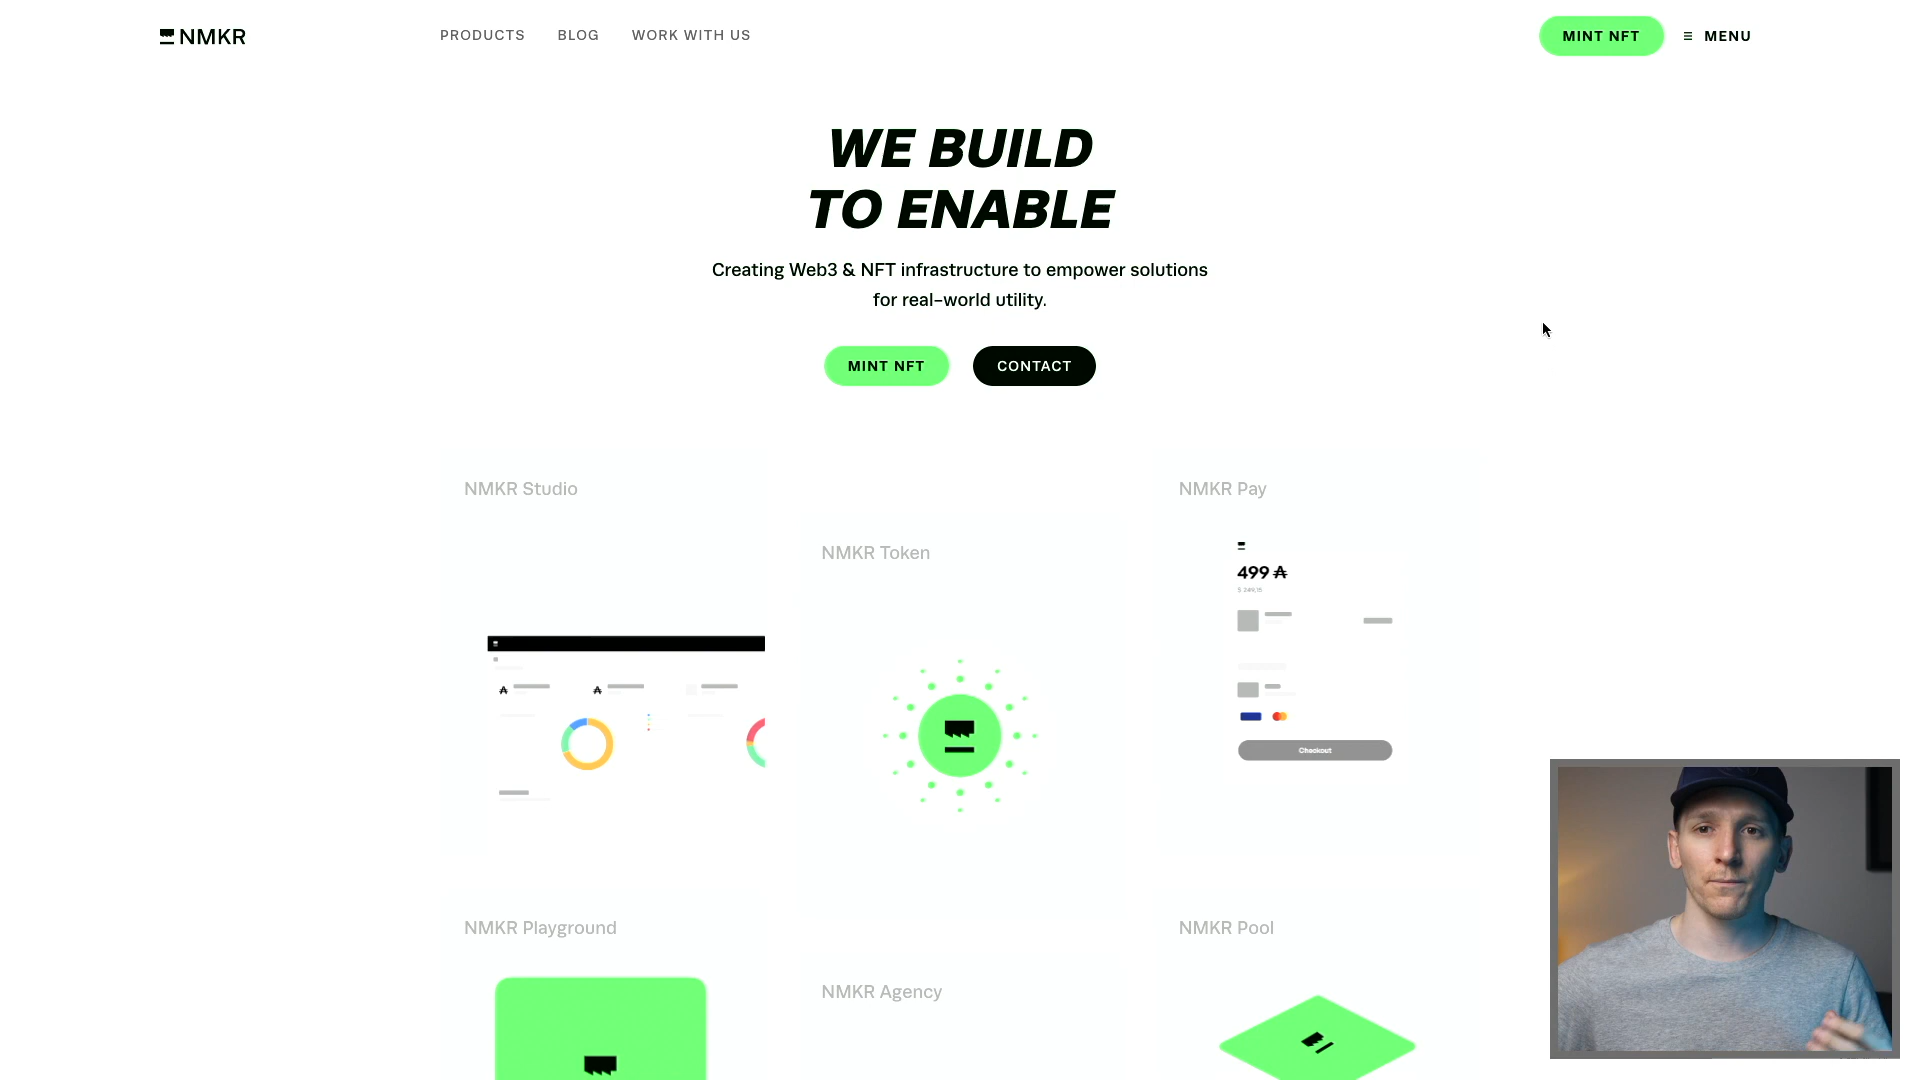 NMKR
PRODUCTS
BLOG
WORK WITH US
MINT NFT
MENU
WE BUILD
TO ENABLE
Creating Web3 & NFT infrastructure to empower solutions
for real-world utility.
MINT NFT
CONTACT
NMKR Studio
NMKR Token
NMKR Pay
499 ₳
Checkout
NMKR Playground
NMKR Agency
NMKR Pool